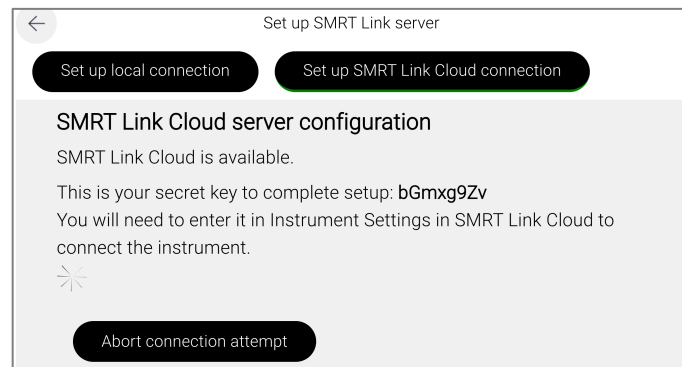 Set up SMRT Link server
Set up local connection
Set up SMRT Link Cloud connection
SMRT Link Cloud server configuration
SMRT Link Cloud is available.
This is your secret key to complete setup: bGmxg9Zv
You will need to enter it in Instrument Settings in SMRT Link Cloud to
connect the instrument.
Abort connection attempt